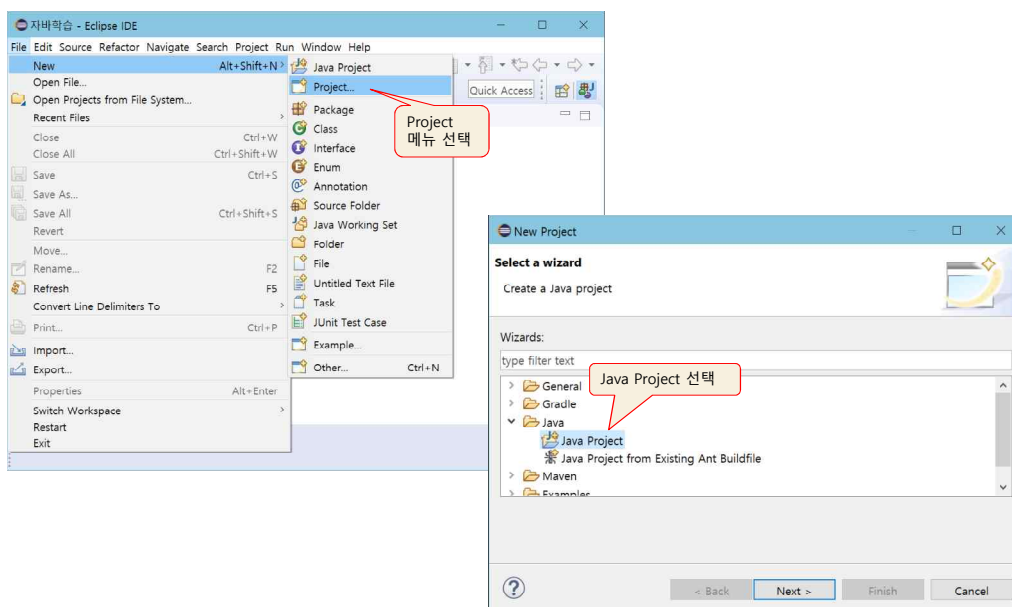 자바학습 - Eclipse IDE
File Edit Source Refactor Navigate Search Project Run Window Help
New Alt+Shift+N
Open File...
Open Projects from File System...
Recent Files
Close Ctrl+W
Close All Ctrl+Shift+W
Save Ctrl+S
Save As...
Save All Ctrl+Shift+S
Revert
Move...
Rename... F2
Refresh F5
Convert Line Delimiters To
Print... Ctrl+P
Import...
Export...
Properties Alt+Enter
Switch Workspace
Restart
Exit
Java Project
Project...
Package
Class
Interface
Enum
Annotation
Source Folder
Java Working Set
Folder
File
Untitled Text File
Task
JUnit Test Case
Example...
Other... Ctrl+N
Quick Access
Project
메뉴 선택
New Project
Select a wizard
Create a Java project
Wizards:
type filter text
General
Gradle
Java
Java Project
Java Project from Existing Ant Buildfile
Maven
Examples
Java Project 선택
< Back Next > Finish Cancel